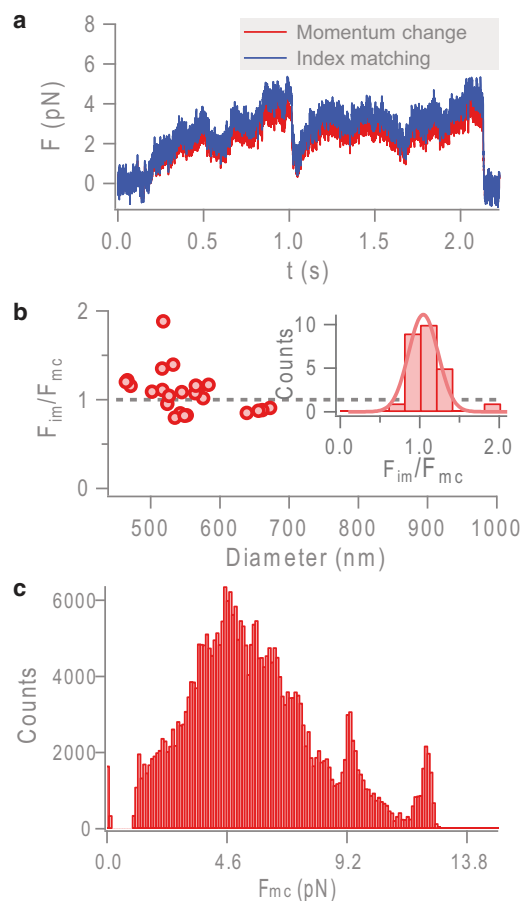 a
Momentum change
Index matching
F (pN)
8
6
4
2
0
0.0 0.5 1.0 1.5 2.0
t (s)
b
Fim/Fmc
2
1
0
500 600 700 800 900 1000
Diameter (nm)
Counts
10
5
0
0.0 1.0 2.0
Fim/Fmc
c
Counts
6000
4000
2000
0
0.0 4.6 9.2 13.8
Fmc (pN)